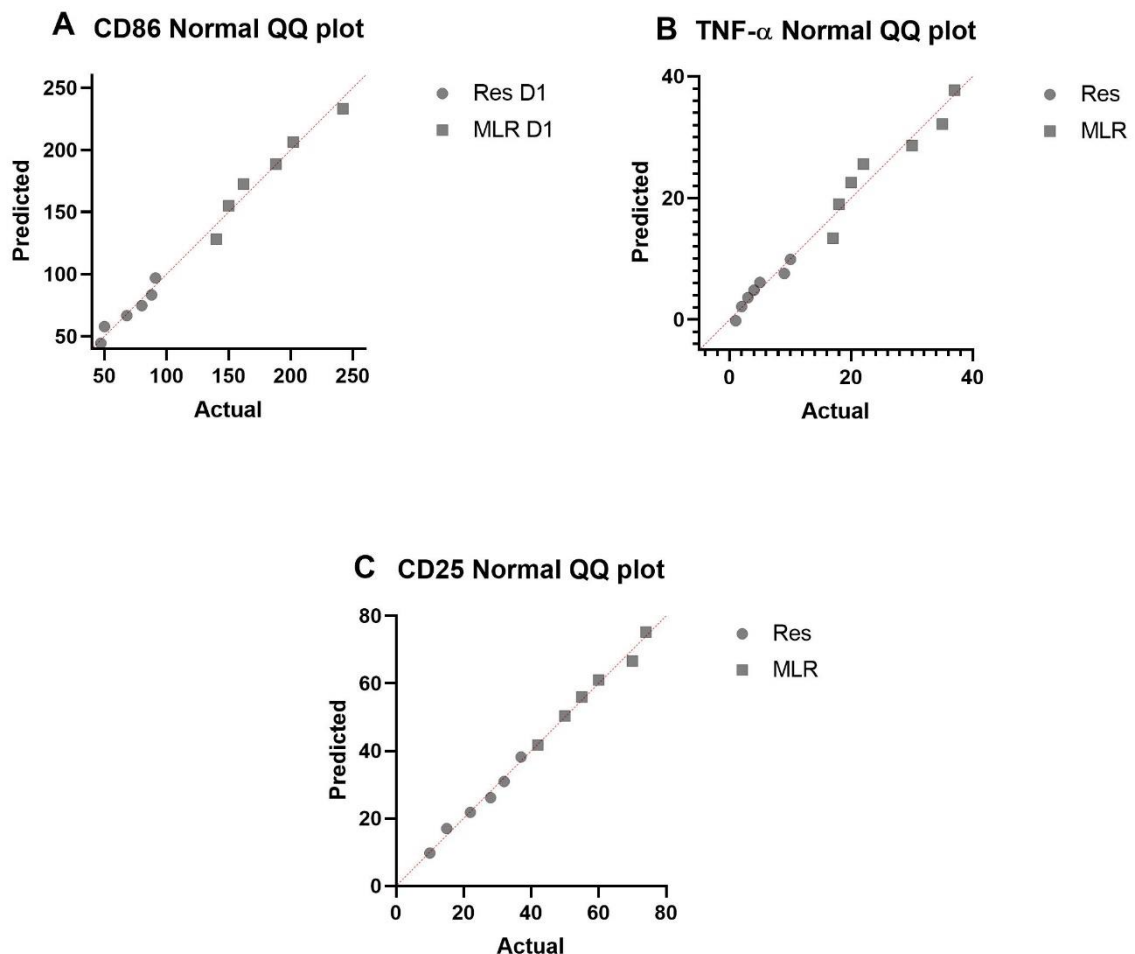 A CD86 Normal QQ plot
250
200
150
100
50
Predicted
50 100 150 200 250
Actual
Res D1
MLR D1
B TNF-α Normal QQ plot
40
20
0
Predicted
0 20 40
Actual
Res
MLR
C CD25 Normal QQ plot
80
60
40
20
0
Predicted
0 20 40 60 80
Actual
Res
MLR